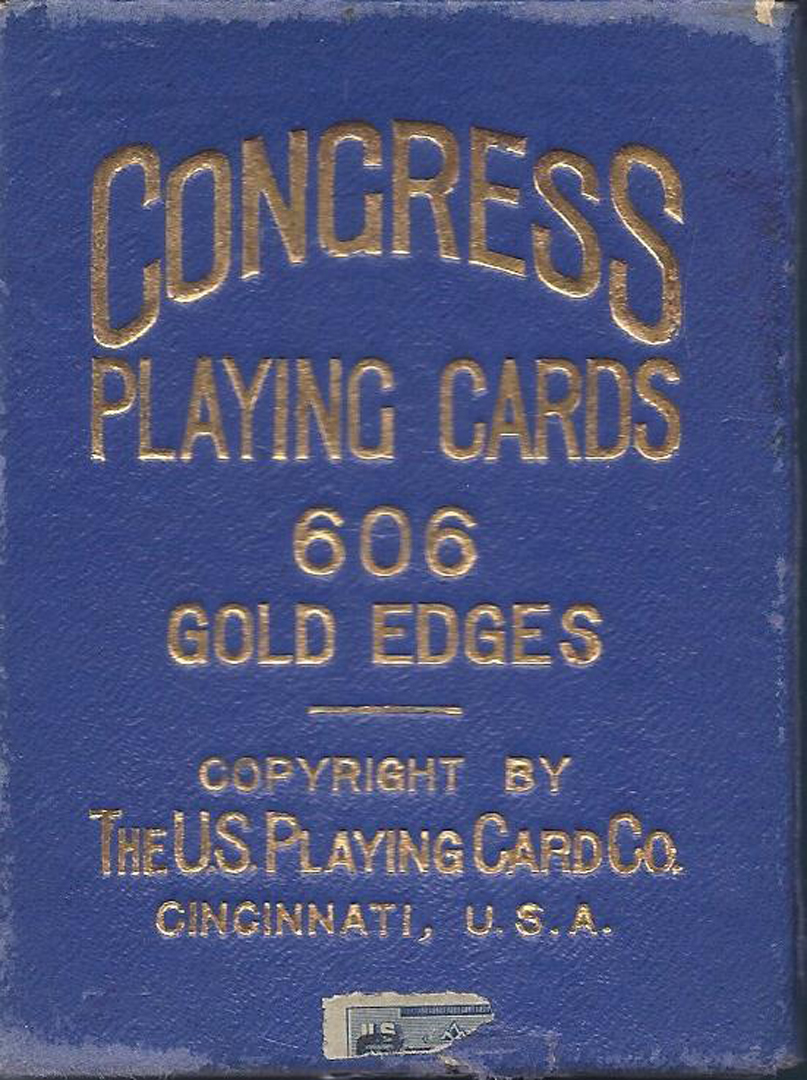 CONGRESS
PLAYING CARDS
606
GOLD EDGES
COPYRIGHT BY
THE U.S. PLAYING CARD CO.
CINCINNATI, U.S.A.
U.S.